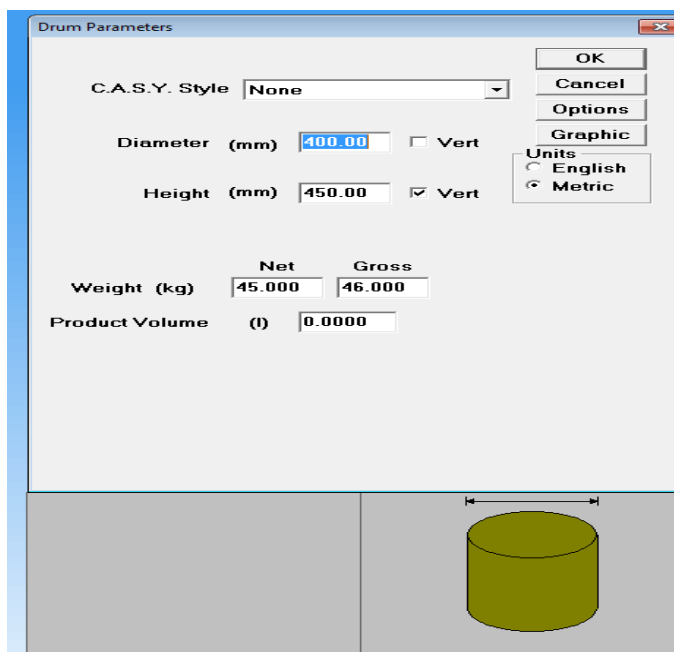 Drum Parameters
OK
C.A.S.Y. Style None
Cancel
Options
Diameter (mm) 400.00 Vert
Graphic
Units
English
Height (mm) 450.00 Vert
Metric
Net Gross
Weight (kg) 45.000 46.000
Product Volume (l) 0.0000